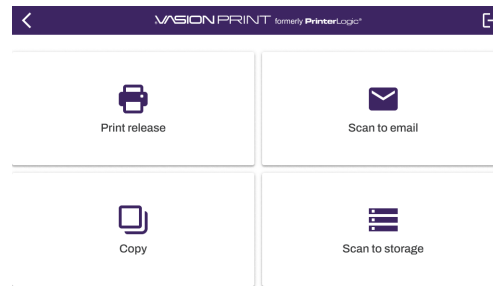 VASION PRINT formerly PrinterLogic®
Print release
Scan to email
Copy
Scan to storage